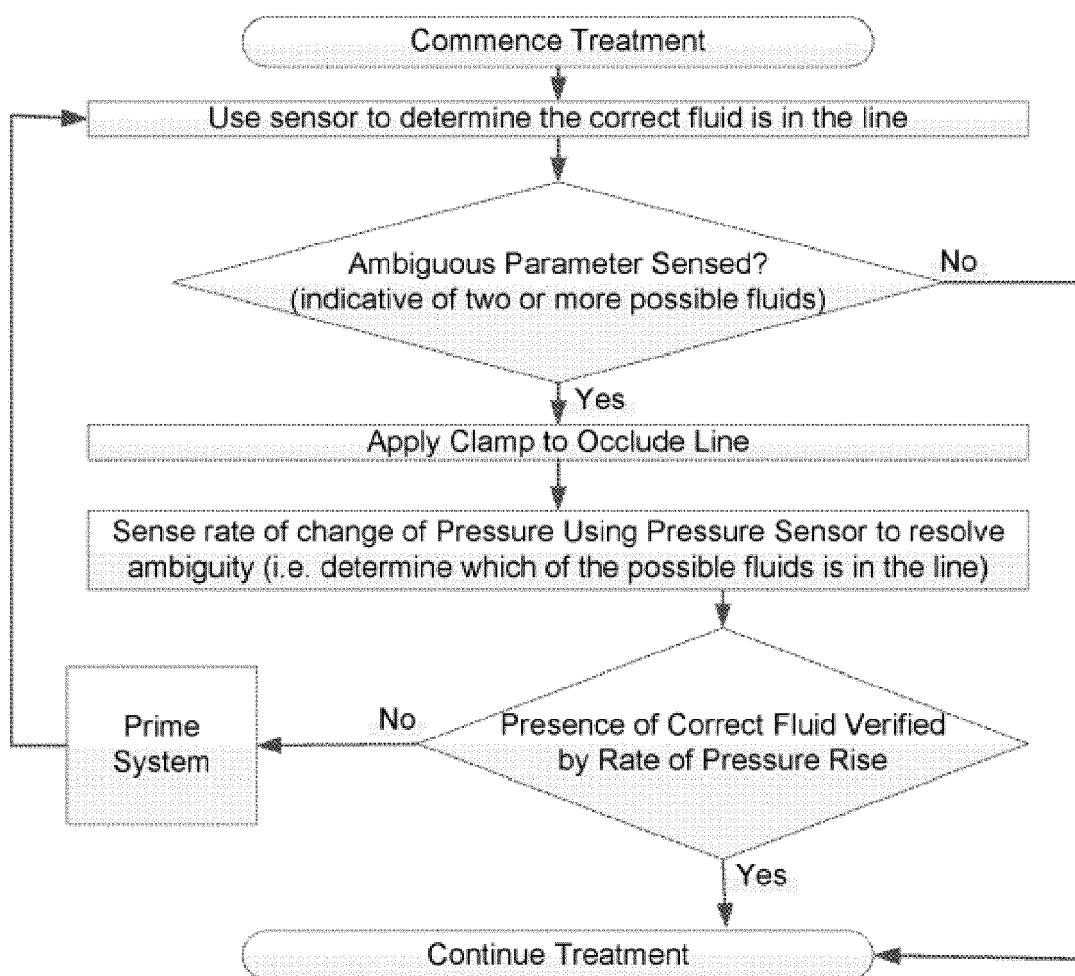 Commence Treatment
Use sensor to determine the correct fluid is in the line
Ambiguous Parameter Sensed?
(indicative of two or more possible fluids)
No
Yes
Apply Clamp to Occlude Line
Sense rate of change of Pressure Using Pressure Sensor to resolve
ambiguity (i.e. determine which of the possible fluids is in the line)
Presence of Correct Fluid Verified
by Rate of Pressure Rise
No
Prime
System
Yes
Continue Treatment